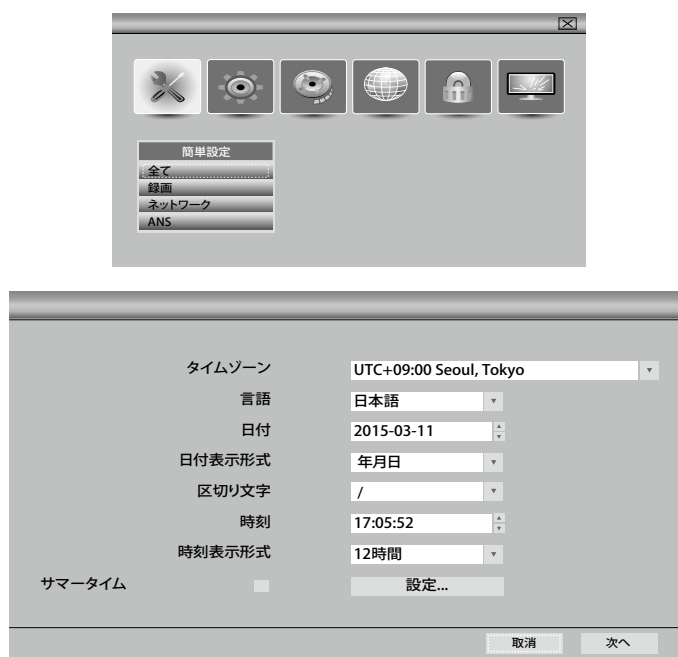 簡単設定
全て
録画
ネットワーク
ANS
タイムゾーン UTC+09:00 Seoul, Tokyo
言語 日本語
日付 2015-03-11
日付表示形式 年月日
区切り文字 /
時刻 17:05:52
時刻表示形式 12時間
サマータイム 設定...
取消 次へ